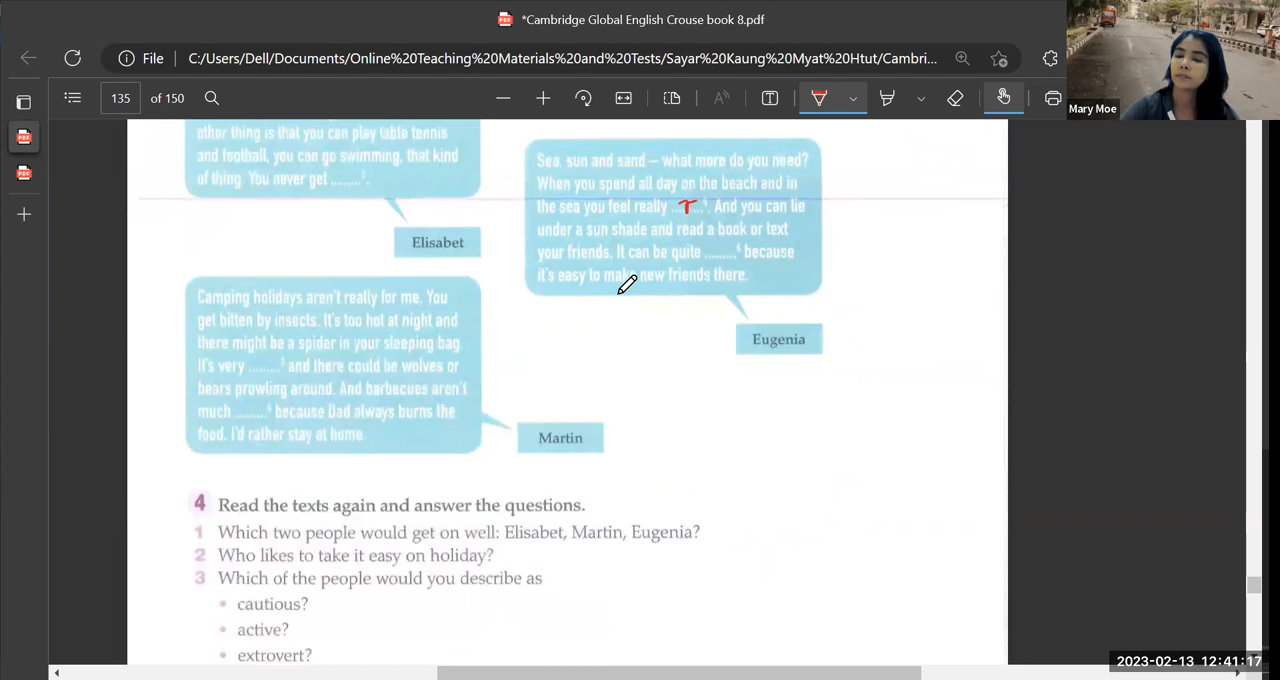 *Cambridge Global English Crouse book 8.pdf
File C:/Users/Dell/Documents/Online%20Teaching%20Materials%20and%20Tests/Sayar%20Kaung%20Myat%20Htut/Cambri...
135 of 150
Mary Moe
other thing is that you can play table tennis
and football, you can go swimming, that kind
of thing. You never get ........
Elisabet
Sea, sun and sand – what more do you need?
When you spend all day on the beach and in
the sea you feel really ..r..⁵. And you can lie
under a sun shade and read a book or text
your friends. It can be quite ........⁶ because
it's easy to make new friends there.
Eugenia
Camping holidays aren't really for me. You
get bitten by insects. It's too hot at night and
there might be a spider in your sleeping bag.
It's very ........³ and there could be wolves or
bears prowling around. And barbecues aren't
much ........⁴ because Dad always burns the
food. I'd rather stay at home.
Martin
4 Read the texts again and answer the questions.
1 Which two people would get on well: Elisabet, Martin, Eugenia?
2 Who likes to take it easy on holiday?
3 Which of the people would you describe as
• cautious?
• active?
• extrovert?
2023-02-13 12:41:17